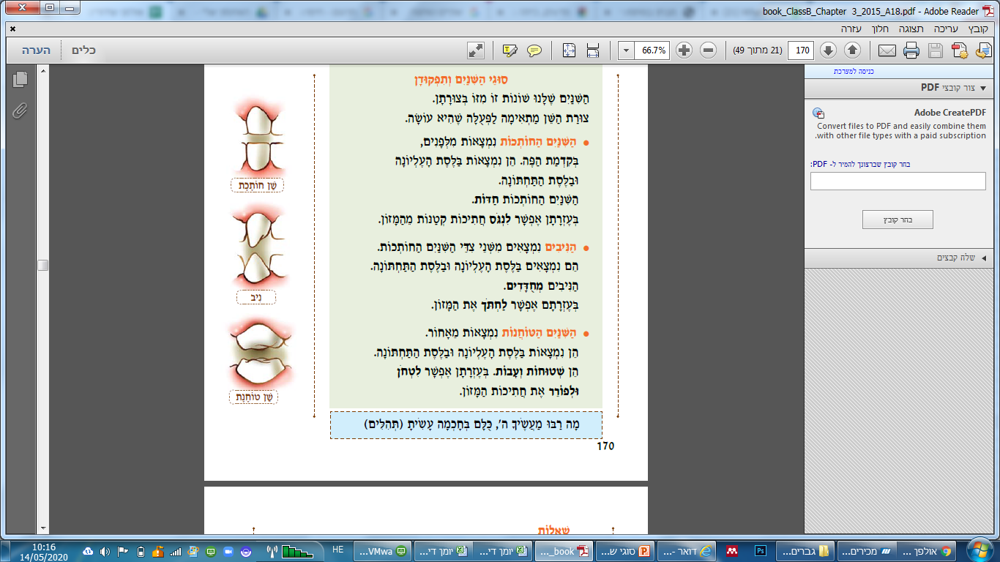 book_ClassB_Chapter 3_2015_A18.pdf - Adobe Reader
קובץ עריכה תצוגה חלון עזרה
170 (21 מתוך 49) 66.7%
כלים הערה
כניסה למערכת
צור קובצי PDF
Adobe CreatePDF
Convert files to PDF and easily combine them with other file types with a paid subscription.
בחר קובץ שברצונך להמיר ל- PDF:
בחר קובץ
שלח קבצים
סוּגֵי הַשִּׁנַּיִם וְתִפְקוּדָן
הַשִּׁנַּיִם שֶׁלָּנוּ שׁוֹנוֹת זוֹ מִזּוֹ בְּצוּרָתָן.
צוּרַת הַשֵּׁן מַתְאִימָה לַפְּעֻלָּה שֶׁהִיא עוֹשָׂה.
• הַשִּׁנַּיִם הַחוֹתְכוֹת נִמְצָאוֹת מִלְּפָנִים,
בְּקִדְמַת הַפֶּה. הֵן נִמְצָאוֹת בַּלֶּסֶת הָעֶלְיוֹנָה
וּבַלֶּסֶת הַתַּחְתּוֹנָה.
הַשִּׁנַּיִם הַחוֹתְכוֹת חַדּוֹת.
בְּעֶזְרָתָן אֶפְשָׁר לִנְגֹּס חֲתִיכוֹת קְטַנּוֹת מֵהַמָּזוֹן.
• הַנִּיבִים נִמְצָאִים מִשְּׁנֵי צִדֵּי הַשִּׁנַּיִם הַחוֹתְכוֹת.
הֵם נִמְצָאִים בַּלֶּסֶת הָעֶלְיוֹנָה וּבַלֶּסֶת הַתַּחְתּוֹנָה.
הַנִּיבִים מְחֻדָּדִים.
בְּעֶזְרָתָם אֶפְשָׁר לַחְתֹּךְ אֶת הַמָּזוֹן.
• הַשִּׁנַּיִם הַטּוֹחֲנוֹת נִמְצָאוֹת מֵאָחוֹר.
הֵן נִמְצָאוֹת בַּלֶּסֶת הָעֶלְיוֹנָה וּבַלֶּסֶת הַתַּחְתּוֹנָה.
הֵן שְׁטוּחוֹת וְעָבוֹת. בְּעֶזְרָתָן אֶפְשָׁר לִטְחֹן
וּלְפוֹרֵר אֶת חֲתִיכוֹת הַמָּזוֹן.
מָה רַבּוּ מַעֲשֶׂיךָ ה', כֻּלָּם בְּחָכְמָה עָשִׂיתָ (תְּהִלִּים)
170
שֵׁן חוֹתֶכֶת
נִיב
שֵׁן טוֹחֶנֶת
שְׁאֵלוֹת
אולפן ...
מכירים ...
גברים...
Ps
דואר -...
סוגי ש...
book_...
יומן די...
יומן די...
VMwa...
HE
10:16
14/05/2020